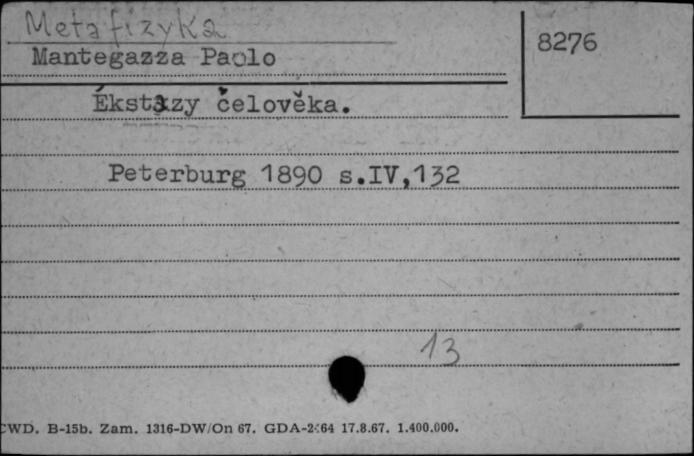 Metafizyka
8276
Mantegazza Paolo
Ékstazy čelověka.
Peterburg 1890 s.IV,132
13
CWD. B-15b. Zam. 1316-DW/On 67. GDA-2:64 17.8.67. 1.400.000.